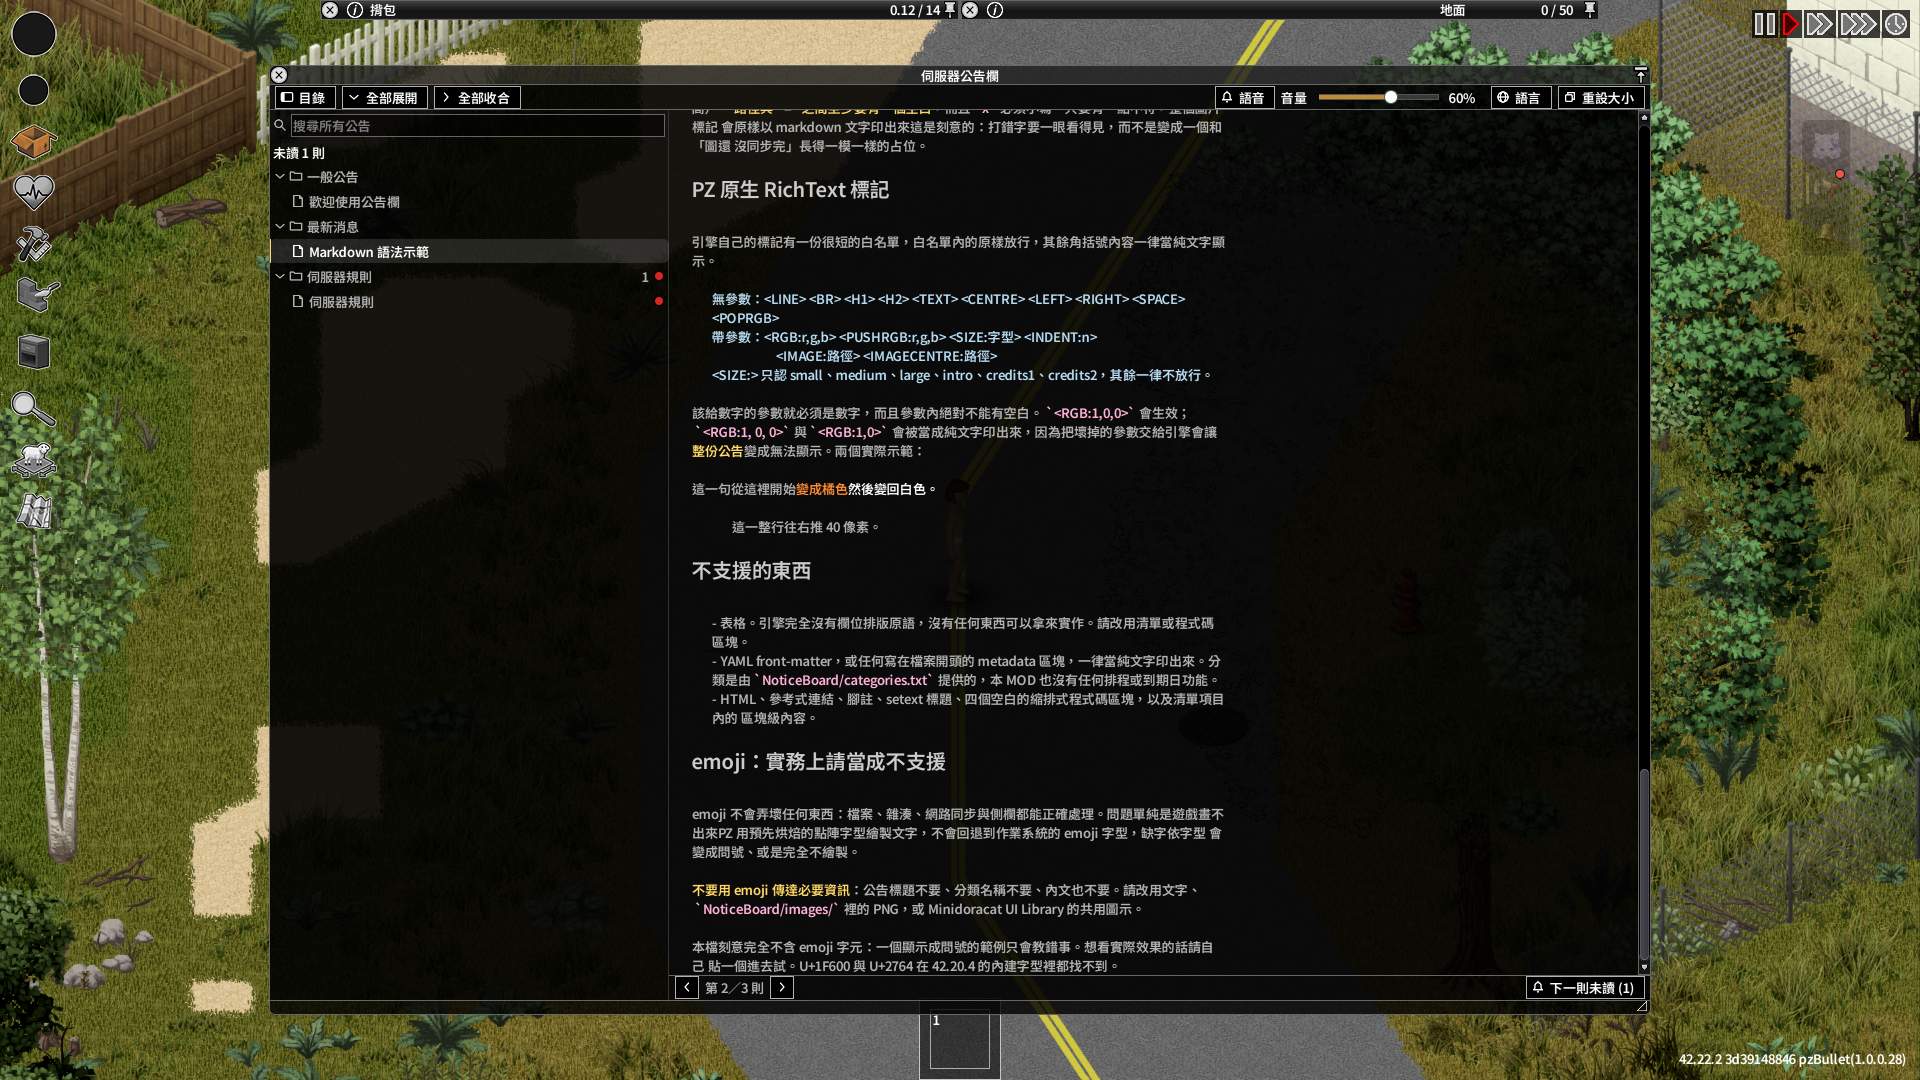 揹包
0.12 / 14
地面
0 / 50
伺服器公告欄
目錄
全部展開
全部收合
語音
音量
60%
語言
重設大小
搜尋所有公告
未讀 1 則
一般公告
歡迎使用公告欄
最新消息
Markdown 語法示範
伺服器規則
1
伺服器規則
標記 會原樣以 markdown 文字印出來這是刻意的：打錯字要一眼看得見，而不是變成一個和
「圖還 沒同步完」長得一模一樣的占位。
PZ 原生 RichText 標記
引擎自己的標記有一份很短的白名單，白名單內的原樣放行，其餘角括號內容一律當純文字顯
示。
無參數：<LINE> <BR> <H1> <H2> <TEXT> <CENTRE> <LEFT> <RIGHT> <SPACE>
<POPRGB>
帶參數：<RGB:r,g,b> <PUSHRGB:r,g,b> <SIZE:字型> <INDENT:n>
<IMAGE:路徑> <IMAGECENTRE:路徑>
<SIZE:> 只認 small、medium、large、intro、credits1、credits2，其餘一律不放行。
該給數字的參數就必須是數字，而且參數內絕對不能有空白。 `<RGB:1,0,0>` 會生效；
`<RGB:1, 0, 0>` 與 `<RGB:1,0>` 會被當成純文字印出來，因為把壞掉的參數交給引擎會讓
整份公告變成無法顯示。兩個實際示範：
這一句從這裡開始變成橘色然後變回白色。
這一整行往右推 40 像素。
不支援的東西
- 表格。引擎完全沒有欄位排版原語，沒有任何東西可以拿來實作。請改用清單或程式碼
區塊。
- YAML front-matter，或任何寫在檔案開頭的 metadata 區塊，一律當純文字印出來。分
類是由 `NoticeBoard/categories.txt` 提供的，本 MOD 也沒有任何排程或到期日功能。
- HTML、參考式連結、腳註、setext 標題、四個空白的縮排式程式碼區塊，以及清單項目
內的 區塊級內容。
emoji：實務上請當成不支援
emoji 不會弄壞任何東西：檔案、雜湊、網路同步與側欄都能正確處理。問題單純是遊戲畫不
出來PZ 用預先烘焙的點陣字型繪製文字，不會回退到作業系統的 emoji 字型，缺字依字型 會
變成問號、或是完全不繪製。
不要用 emoji 傳達必要資訊：公告標題不要、分類名稱不要、內文也不要。請改用文字、
`NoticeBoard/images/` 裡的 PNG，或 Minidoracat UI Library 的共用圖示。
本檔刻意完全不含 emoji 字元：一個顯示成問號的範例只會教錯事。想看實際效果的話請自
己 貼一個進去試。U+1F600 與 U+2764 在 42.20.4 的內建字型裡都找不到。
第 2／3 則
下一則未讀 (1)
1
42.22.2 3d39148846 pzBullet(1.0.0.28)